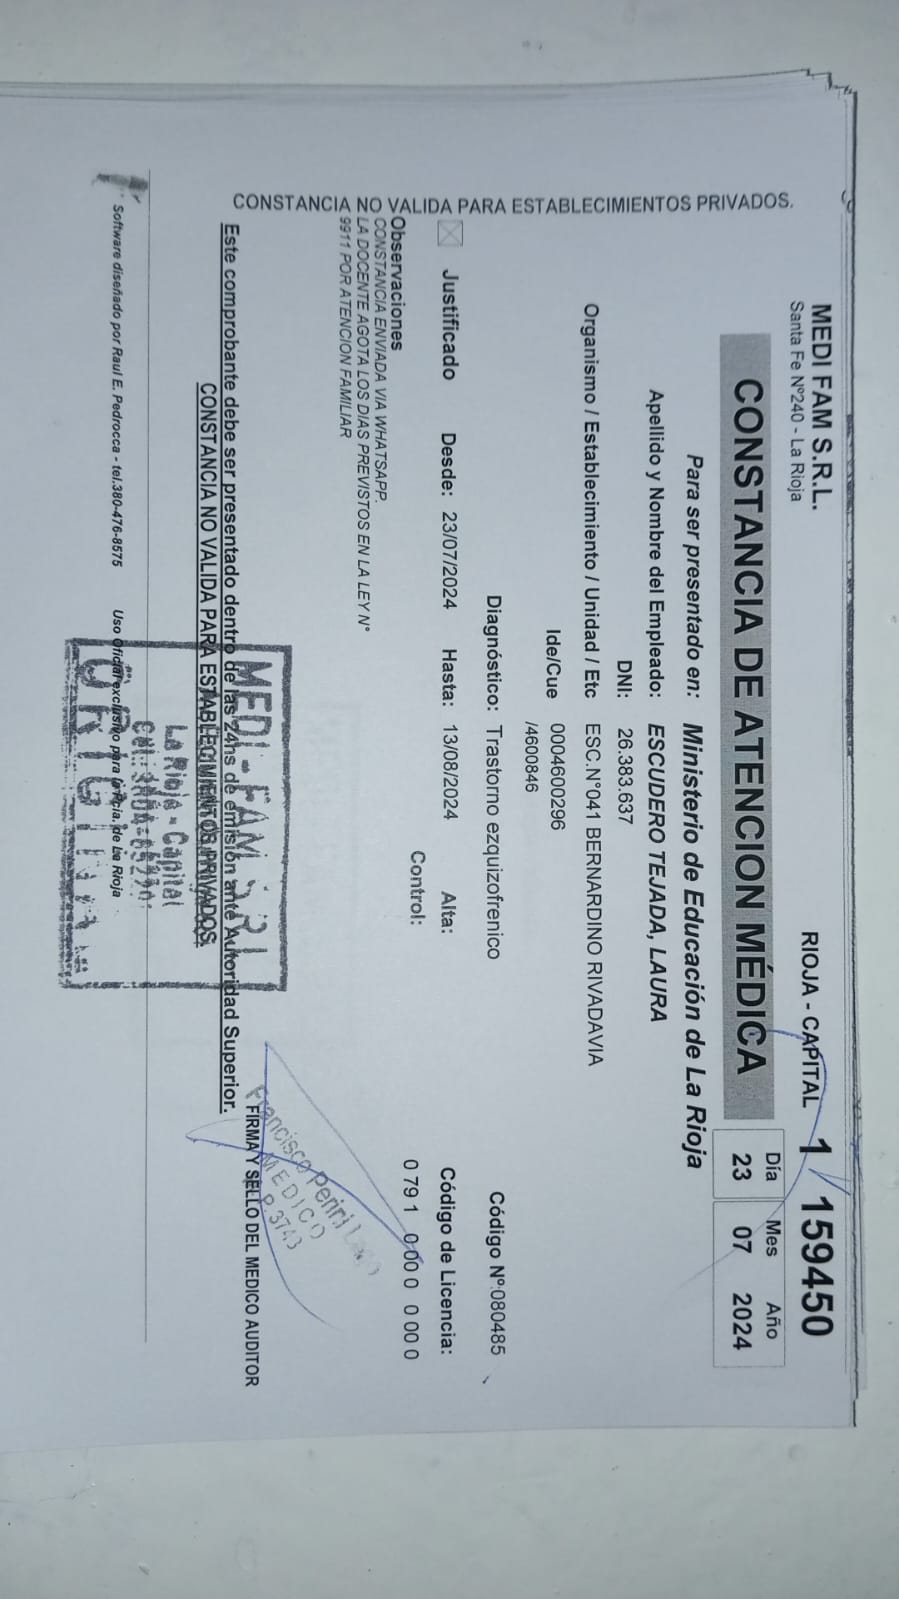 MEDI FAM S.R.L.
Santa Fe Nº240 - La Rioja
RIOJA - CAPITAL 1 159450
CONSTANCIA DE ATENCION MÉDICA
Día Mes Año
23 07 2024
Para ser presentado en: Ministerio de Educación de La Rioja
Apellido y Nombre del Empleado: ESCUDERO TEJADA, LAURA
DNI: 26.383.637
Organismo / Establecimiento / Unidad / Etc ESC.N°041 BERNARDINO RIVADAVIA
Ide/Cue 0004600296
/4600846
Diagnóstico: Trastorno ezquizofrenico Código Nº:080485
Justificado Desde: 23/07/2024 Hasta: 13/08/2024 Alta: Código de Licencia:
Control: 0 79 1 0 00 0 0 00 0
Observaciones
CONSTANCIA ENVIADA VIA WHATSAPP.
LA DOCENTE AGOTA LOS DIAS PREVISTOS EN LA LEY N°
9911 POR ATENCION FAMILIAR
CONSTANCIA NO VALIDA PARA ESTABLECIMIENTOS PRIVADOS.
Francisco Perini
MEDICO
P.3743
FIRMA Y SELLO DEL MEDICO AUDITOR
Este comprobante debe ser presentado dentro de las 24hs de emisión ante Autoridad Superior.
CONSTANCIA NO VALIDA PARA ESTABLECIMIENTOS PRIVADOS.
MEDI-FAM S.R.L
La Rioja - Capital
Software diseñado por Raul E. Pedrocca - tel.380-476-8575 Uso Oficial exclusivo para la Pcia. de La Rioja